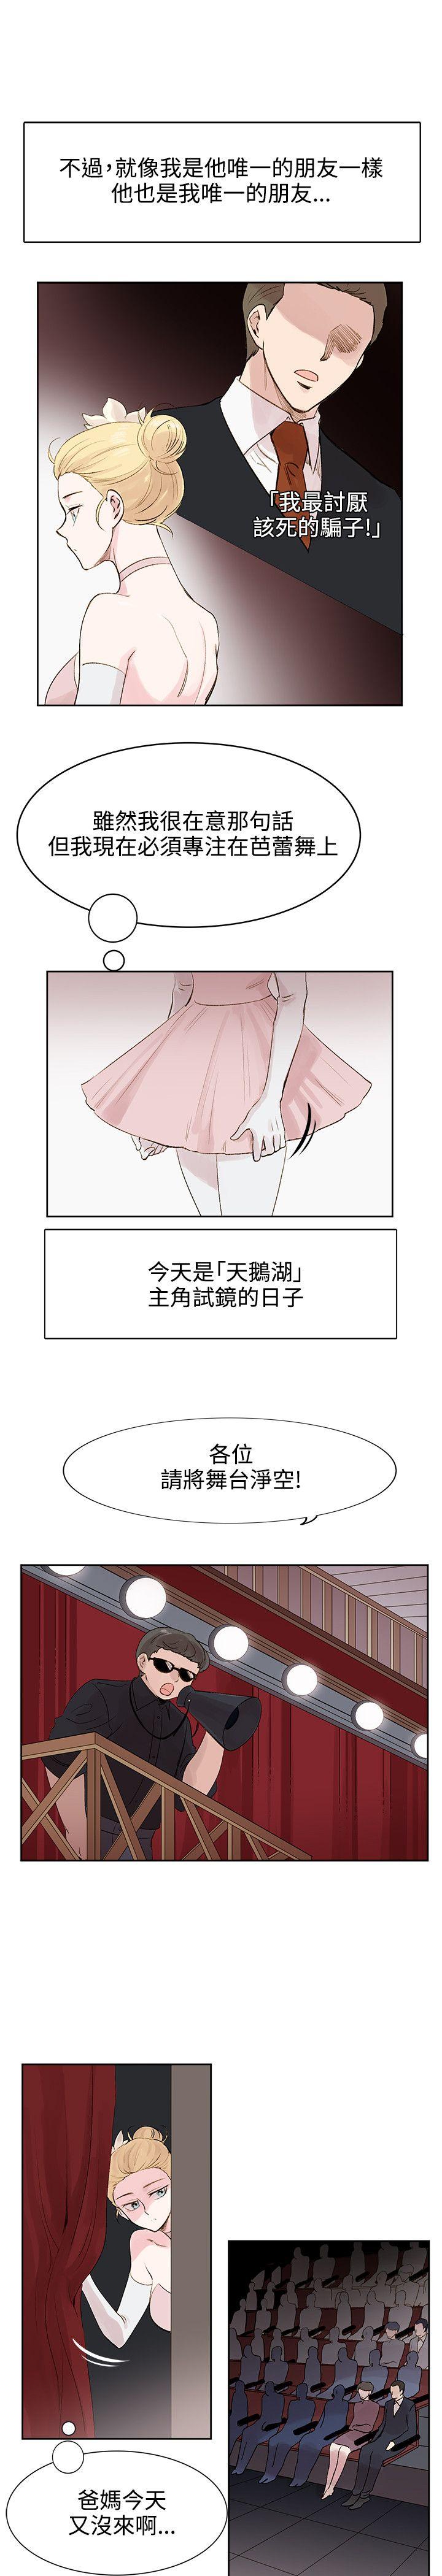 不過,就像我是他唯一的朋友一樣
他也是我唯一的朋友...
「我最討厭
該死的騙子!」
雖然我很在意那句話
但我現在必須專注在芭蕾舞上
今天是「天鵝湖」
主角試鏡的日子
各位
請將舞台淨空!
爸媽今天
又沒來啊...